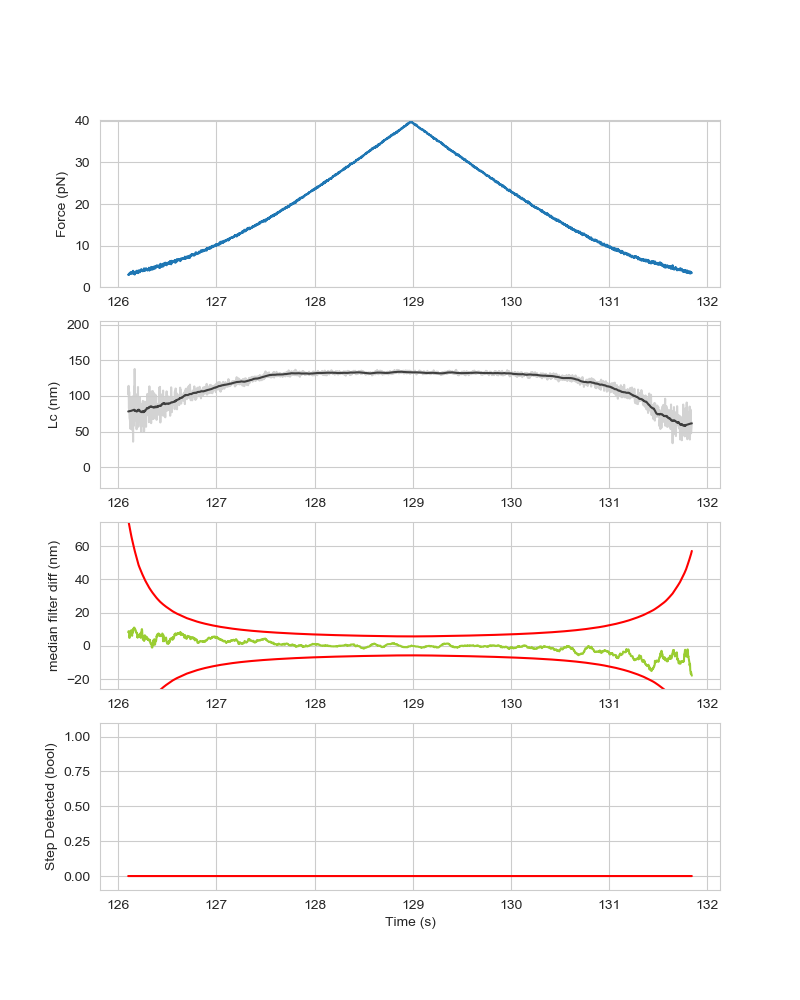 40
30
20
10
0
Force (pN)
126 127 128 129 130 131 132
200
150
100
50
0
Lc (nm)
126 127 128 129 130 131 132
60
40
20
0
−20
median filter diff (nm)
126 127 128 129 130 131 132
1.00
0.75
0.50
0.25
0.00
Step Detected (bool)
126 127 128 129 130 131 132
Time (s)